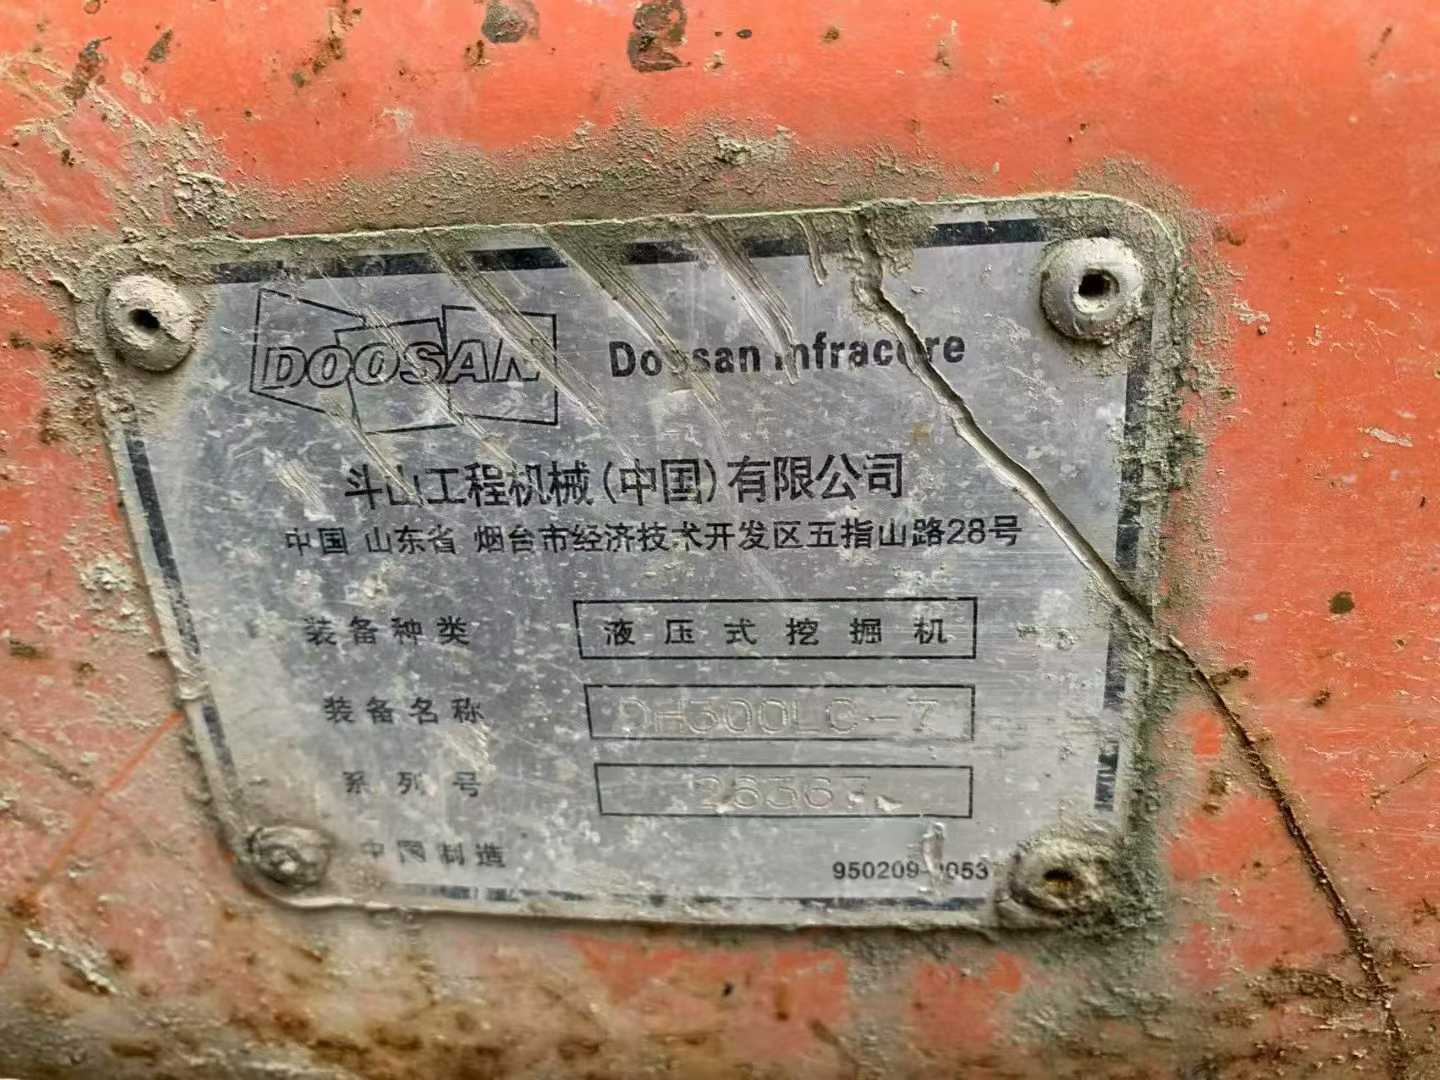 DOOSAN Doosan Infracore
斗山工程机械(中国)有限公司
中国 山东省 烟台市经济技术开发区五指山路28号
装备种类 液压式挖掘机
装备名称 DH300LC-7
系列号
中国制造